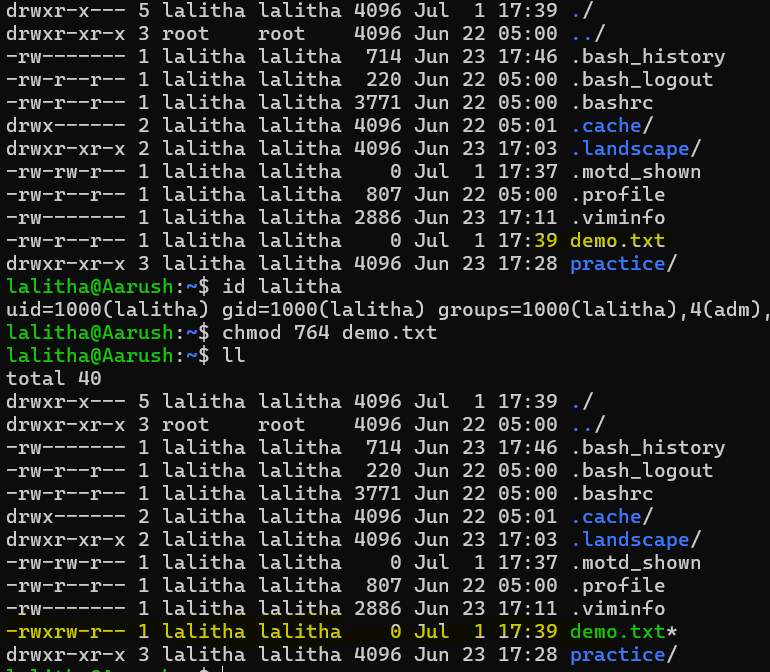 drwxr-x--- 5 lalitha lalitha 4096 Jul  1 17:39 ./
drwxr-xr-x 3 root    root    4096 Jun 22 05:00 ../
-rw------- 1 lalitha lalitha  714 Jun 23 17:46 .bash_history
-rw-r--r-- 1 lalitha lalitha  220 Jun 22 05:00 .bash_logout
-rw-r--r-- 1 lalitha lalitha 3771 Jun 22 05:00 .bashrc
drwx------ 2 lalitha lalitha 4096 Jun 22 05:01 .cache/
drwxr-xr-x 2 lalitha lalitha 4096 Jun 23 17:03 .landscape/
-rw-rw-r-- 1 lalitha lalitha    0 Jul  1 17:37 .motd_shown
-rw-r--r-- 1 lalitha lalitha  807 Jun 22 05:00 .profile
-rw------- 1 lalitha lalitha 2886 Jun 23 17:11 .viminfo
-rw-r--r-- 1 lalitha lalitha    0 Jul  1 17:39 demo.txt
drwxr-xr-x 3 lalitha lalitha 4096 Jun 23 17:28 practice/
lalitha@Aarush:~$ id lalitha
uid=1000(lalitha) gid=1000(lalitha) groups=1000(lalitha),4(adm),
lalitha@Aarush:~$ chmod 764 demo.txt
lalitha@Aarush:~$ ll
total 40
drwxr-x--- 5 lalitha lalitha 4096 Jul  1 17:39 ./
drwxr-xr-x 3 root    root    4096 Jun 22 05:00 ../
-rw------- 1 lalitha lalitha  714 Jun 23 17:46 .bash_history
-rw-r--r-- 1 lalitha lalitha  220 Jun 22 05:00 .bash_logout
-rw-r--r-- 1 lalitha lalitha 3771 Jun 22 05:00 .bashrc
drwx------ 2 lalitha lalitha 4096 Jun 22 05:01 .cache/
drwxr-xr-x 2 lalitha lalitha 4096 Jun 23 17:03 .landscape/
-rw-rw-r-- 1 lalitha lalitha    0 Jul  1 17:37 .motd_shown
-rw-r--r-- 1 lalitha lalitha  807 Jun 22 05:00 .profile
-rw------- 1 lalitha lalitha 2886 Jun 23 17:11 .viminfo
-rwxrw-r-- 1 lalitha lalitha    0 Jul  1 17:39 demo.txt*
drwxr-xr-x 3 lalitha lalitha 4096 Jun 23 17:28 practice/
lalitha@Aarush:~$